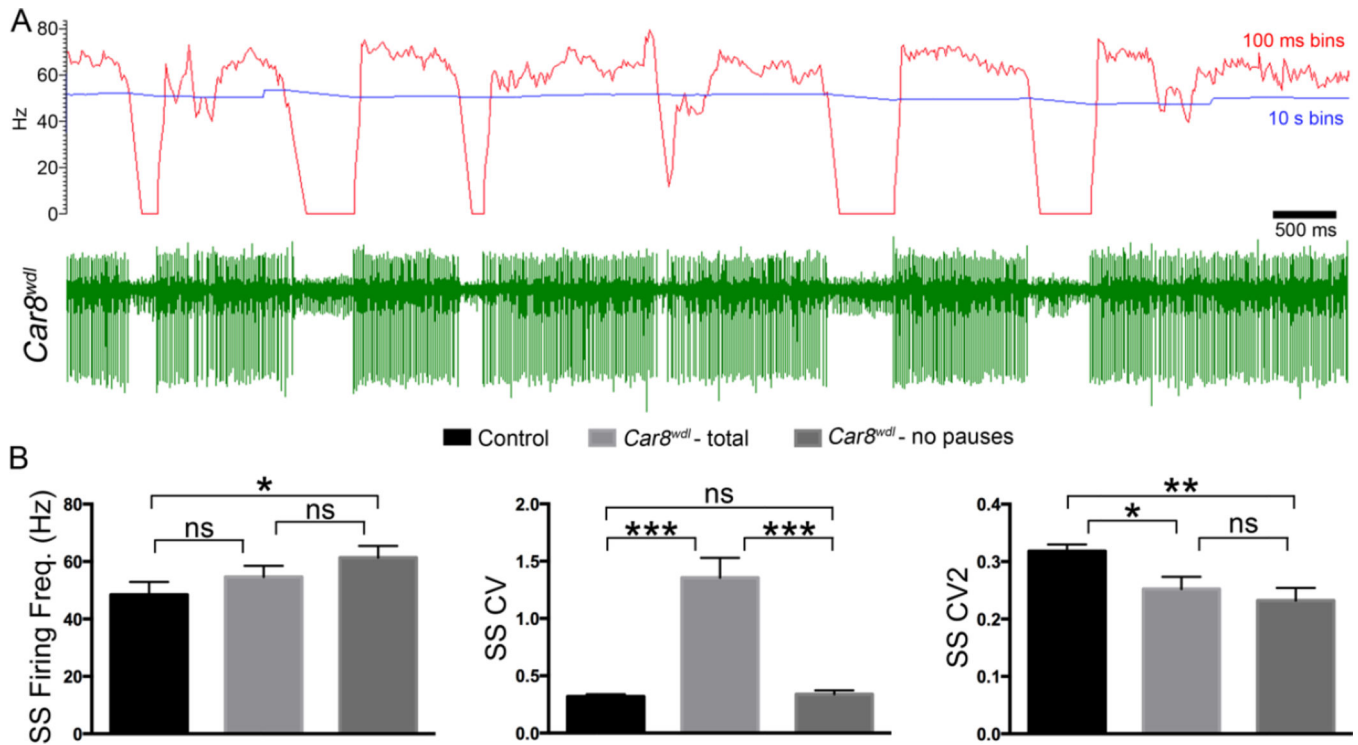 A
80
60
40
20
0
Hz
100 ms bins
10 s bins
500 ms
Car8wdl
Control
Car8wdl - total
Car8wdl - no pauses
B
SS Firing Freq. (Hz)
80
60
40
20
0
*
ns
ns
SS CV
2.0
1.5
1.0
0.5
0.0
ns
***
***
SS CV2
0.4
0.3
0.2
0.1
0.0
**
*
ns